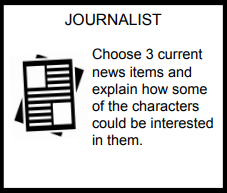 JOURNALIST
Choose 3 current
news items and
explain how some
of the characters
could be interested
in them.